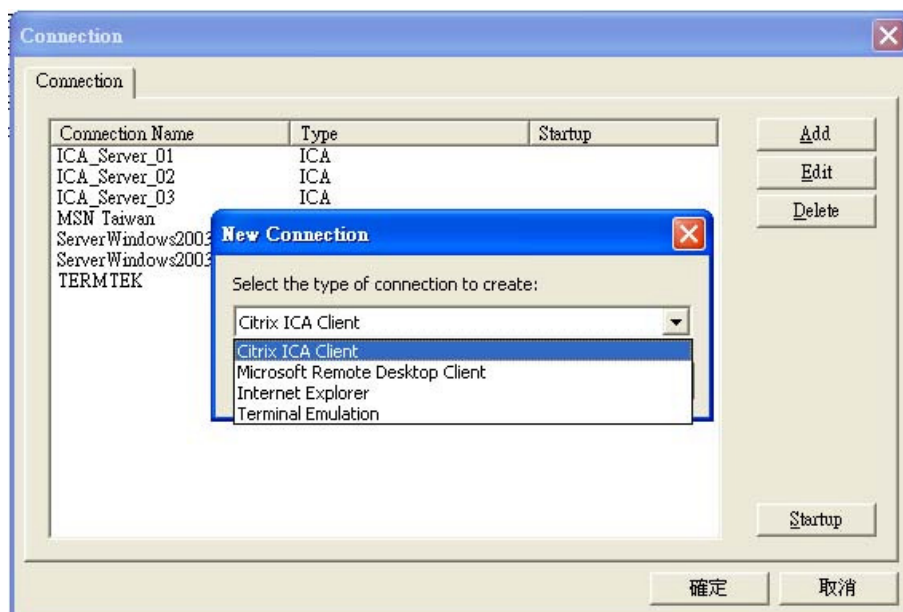 Connection
Connection
Connection Name Type Startup
ICA_Server_01 ICA
ICA_Server_02 ICA
ICA_Server_03 ICA
MSN Taiwan
ServerWindows2003
ServerWindows2003
TERMTEK
Add
Edit
Delete
New Connection
Select the type of connection to create:
Citrix ICA Client
Citrix ICA Client
Microsoft Remote Desktop Client
Internet Explorer
Terminal Emulation
Startup
確定 取消